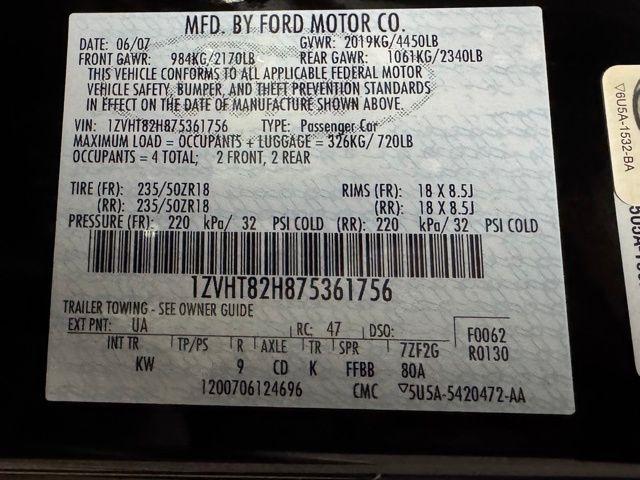 MFD. BY FORD MOTOR CO.
DATE: 06/07 GVWR: 2019KG/4450LB
FRONT GAWR: 984KG/2170LB REAR GAWR: 1061KG/2340LB
THIS VEHICLE CONFORMS TO ALL APPLICABLE FEDERAL MOTOR
VEHICLE SAFETY, BUMPER, AND THEFT PREVENTION STANDARDS
IN EFFECT ON THE DATE OF MANUFACTURE SHOWN ABOVE.
VIN: 1ZVHT82H875361756 TYPE: Passenger Car
MAXIMUM LOAD = OCCUPANTS + LUGGAGE = 326KG/720LB
OCCUPANTS = 4 TOTAL; 2 FRONT, 2 REAR
TIRE (FR): 235/50ZR18 RIMS (FR): 18 X 8.5J
(RR): 235/50ZR18 (RR): 18 X 8.5J
PRESSURE (FR): 220 kPa/ 32 PSI COLD (RR): 220 kPa/ 32 PSI COLD
1ZVHT82H875361756
TRAILER TOWING - SEE OWNER GUIDE
EXT PNT: UA RC: 47 DSO: F0062
INT TR TP/PS R AXLE TR SPR 7ZF2G R0130
KW 9 CD K FFBB 80A
1200706124696 CMC ▽5U5A-5420472-AA
▽6U5A-1532-BA